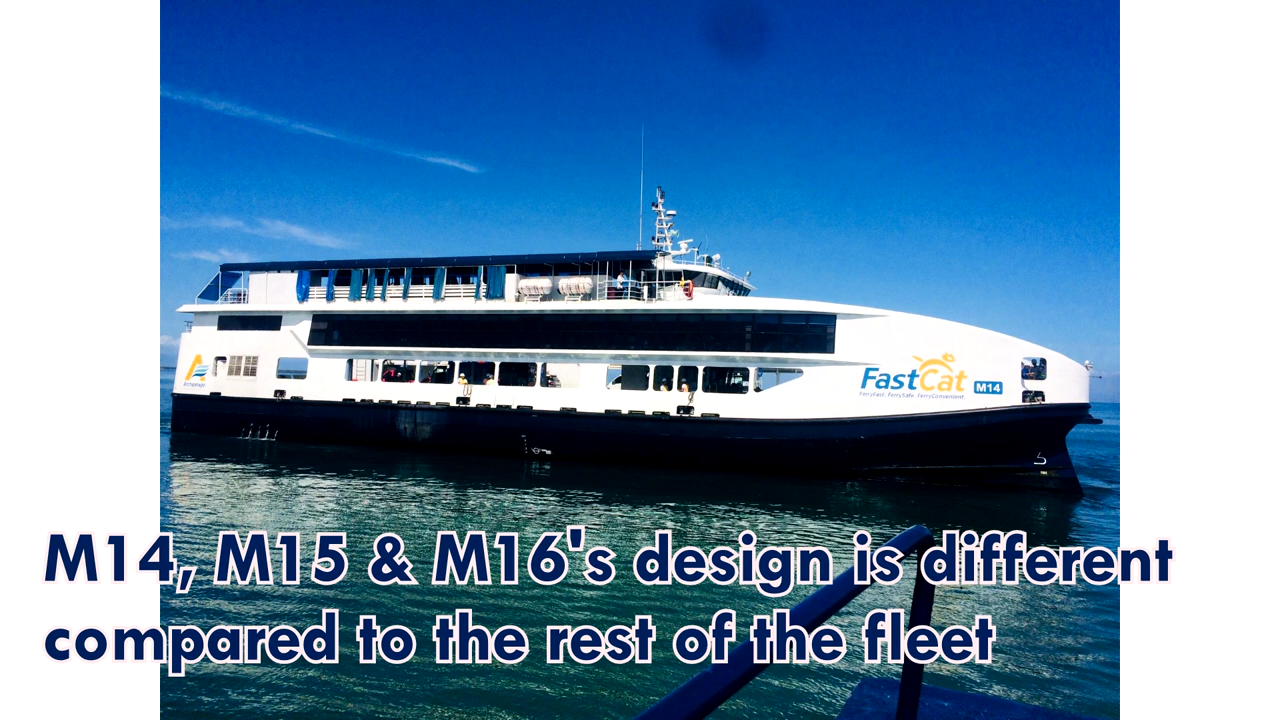 FastCat M14
FerryFast. FerrySafe. FerryConvenient.
M14, M15 & M16's design is different
compared to the rest of the fleet